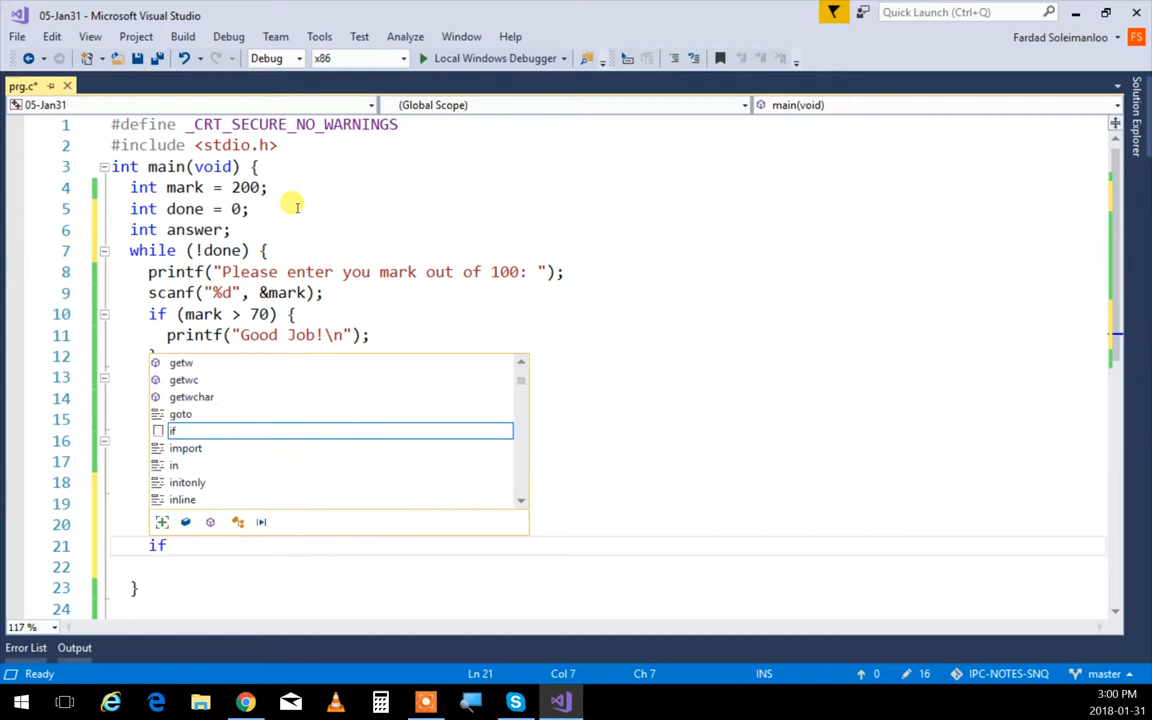 05-Jan31 - Microsoft Visual Studio
Quick Launch (Ctrl+Q)
File Edit View Project Build Debug Team Tools Test Analyze Window Help
Fardad Soleimanloo FS
Debug x86 Local Windows Debugger
prg.c*
05-Jan31 (Global Scope) main(void)
Solution Explorer
1 #define _CRT_SECURE_NO_WARNINGS
2 #include <stdio.h>
3 int main(void) {
4 int mark = 200;
5 int done = 0;
6 int answer;
7 while (!done) {
8 printf("Please enter you mark out of 100: ");
9 scanf("%d", &mark);
10 if (mark > 70) {
11 printf("Good Job!\n");
12
getw
13 getwc
14 getwchar
15 goto
16 if
17 import
in
18 initonly
19 inline
20
21 if
22
23 }
24
117 %
Error List Output
Ready Ln 21 Col 7 Ch 7 INS 0 16 IPC-NOTES-SNQ master
3:00 PM
2018-01-31